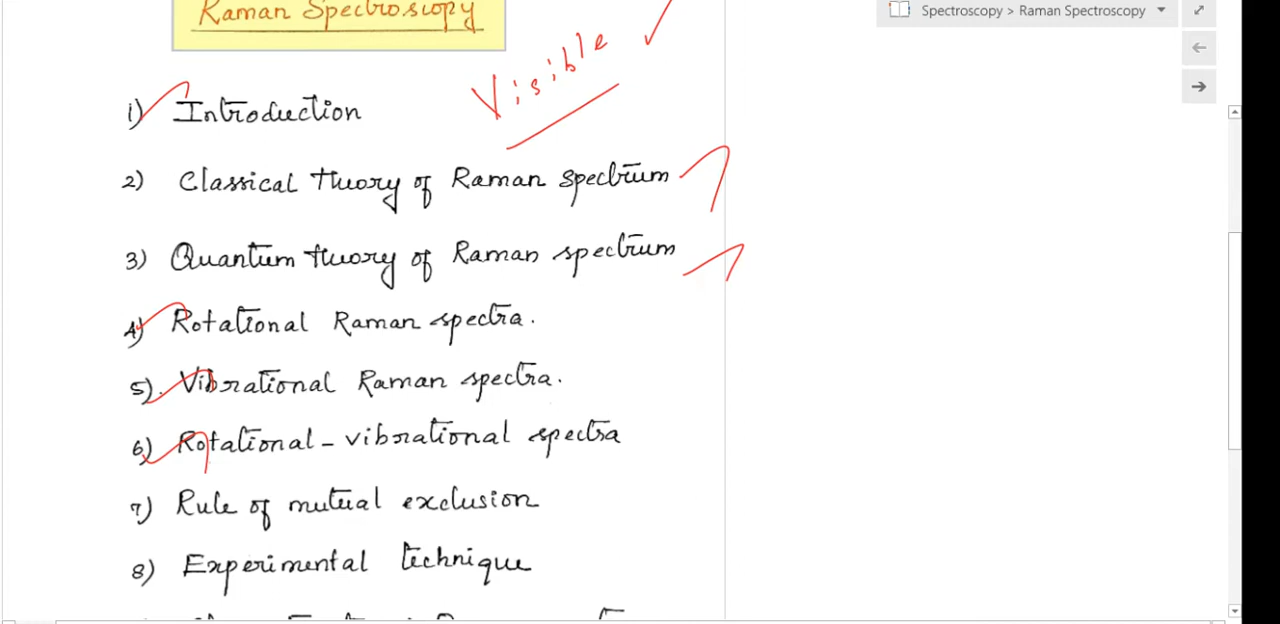 Raman Spectroscopy
Spectroscopy > Raman Spectroscopy
Visible
1) Introduction
2) Classical theory of Raman spectrum
3) Quantum theory of Raman spectrum
4) Rotational Raman spectra.
5). Vibrational Raman spectra.
6) Rotational - vibrational spectra
7) Rule of mutual exclusion
8) Experimental technique